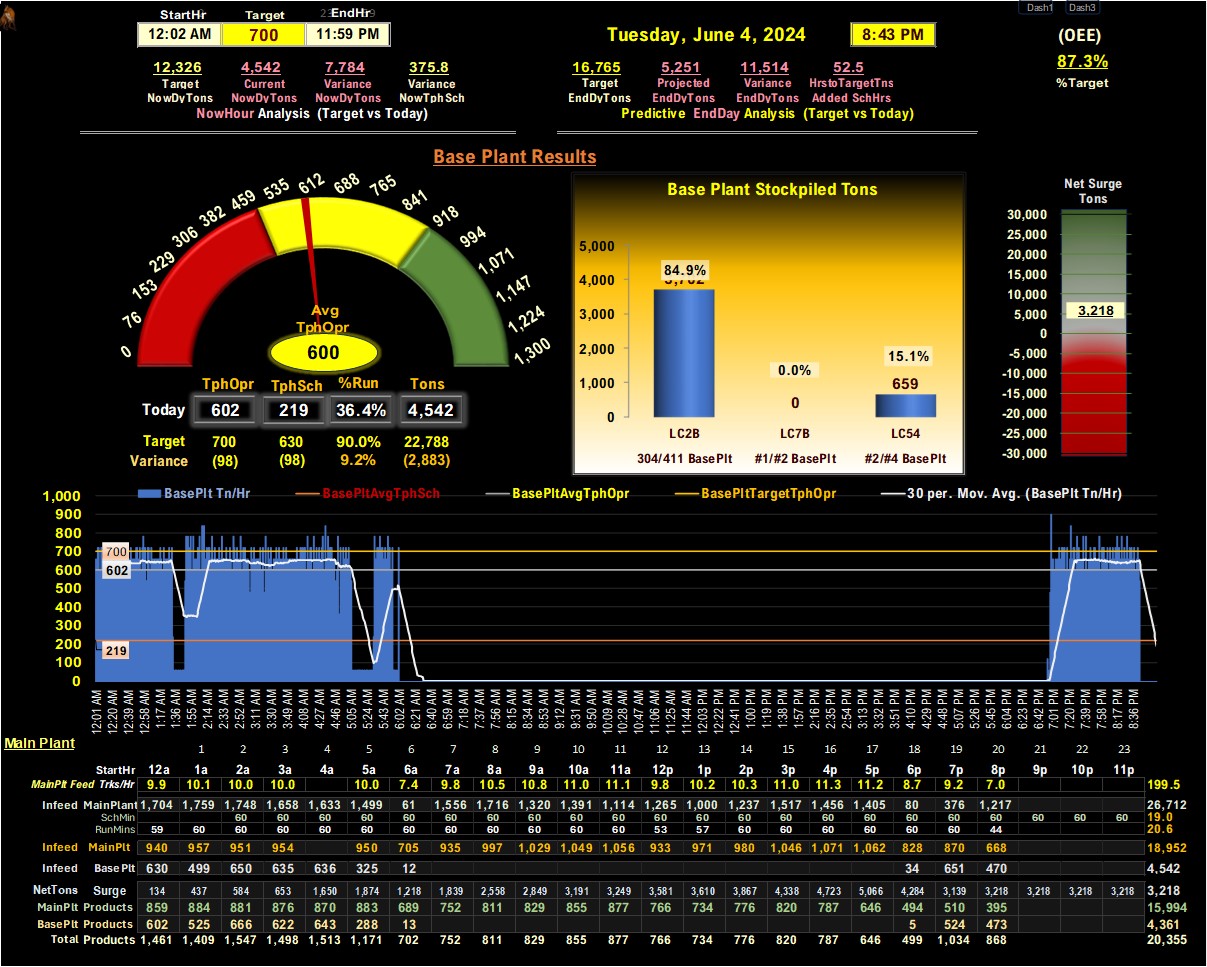 Dash1 Dash3
StartHr Target EndHr
12:02 AM 700 11:59 PM
Tuesday, June 4, 2024 8:43 PM
(OEE)
87.3%
%Target
12,326 4,542 7,784 375.8
Target Current Variance Variance
NowDyTons NowDyTons NowDyTons NowTphSch
NowHour Analysis (Target vs Today)
16,765 5,251 11,514 52.5
Target Projected Variance HrstoTargetTns
EndDyTons EndDyTons EndDyTons Added SchHrs
Predictive EndDay Analysis (Target vs Today)
Base Plant Results
0 76 153 229 306 382 459 535 612 688 765 841 918 994 1,071 1,147 1,224 1,300
Avg
TphOpr
600
TphOpr TphSch %Run Tons
Today 602 219 36.4% 4,542
Target 700 630 90.0% 22,788
Variance (98) (98) 9.2% (2,883)
Base Plant Stockpiled Tons
5,000
4,000
3,000
2,000
1,000
0
84.9%
0.0%
0
15.1%
659
LC2B LC7B LC54
304/411 BasePlt #1/#2 BasePlt #2/#4 BasePlt
Net Surge
Tons
30,000
25,000
20,000
15,000
10,000
5,000
0
-5,000
-10,000
-15,000
-20,000
-25,000
-30,000
3,218
BasePlt Tn/Hr BasePltAvgTphSch BasePltAvgTphOpr BasePltTargetTphOpr 30 per. Mov. Avg. (BasePlt Tn/Hr)
1,000
900
800
700
600
500
400
300
200
100
0
700
602
219
12:01 AM 12:20 AM 12:39 AM 12:58 AM 1:17 AM 1:36 AM 1:55 AM 2:14 AM 2:33 AM 2:52 AM 3:11 AM 3:30 AM 3:49 AM 4:08 AM 4:27 AM 4:46 AM 5:05 AM 5:24 AM 5:43 AM 6:02 AM 6:21 AM 6:40 AM 6:59 AM 7:18 AM 7:37 AM 7:56 AM 8:15 AM 8:34 AM 8:53 AM 9:12 AM 9:31 AM 9:50 AM 10:09 AM 10:28 AM 10:47 AM 11:06 AM 11:25 AM 11:44 AM 12:03 PM 12:22 PM 12:41 PM 1:00 PM 1:19 PM 1:38 PM 1:57 PM 2:16 PM 2:35 PM 2:54 PM 3:13 PM 3:32 PM 3:51 PM 4:10 PM 4:29 PM 4:48 PM 5:07 PM 5:26 PM 5:45 PM 6:04 PM 6:23 PM 6:42 PM 7:01 PM 7:20 PM 7:39 PM 7:58 PM 8:17 PM 8:36 PM
Main Plant
1 2 3 4 5 6 7 8 9 10 11 12 13 14 15 16 17 18 19 20 21 22 23
StartHr 12a 1a 2a 3a 4a 5a 6a 7a 8a 9a 10a 11a 12p 1p 2p 3p 4p 5p 6p 7p 8p 9p 10p 11p
MainPlt Feed Trks/Hr 9.9 10.1 10.0 10.0 10.0 7.4 9.8 10.5 10.8 11.0 11.1 9.8 10.2 10.3 11.0 11.3 11.2 8.7 9.2 7.0 199.5
Infeed MainPlant 1,704 1,759 1,748 1,658 1,633 1,499 61 1,556 1,716 1,320 1,391 1,114 1,265 1,000 1,237 1,517 1,456 1,405 80 376 1,217 26,712
SchMin 60 60 60 60 60 60 60 60 60 60 60 60 60 60 60 60 60 60 60 60 60 60 19.0
RunMins 59 60 60 60 60 60 60 60 60 60 60 60 53 57 60 60 60 60 60 60 44 20.6
Infeed MainPlt 940 957 951 954 950 705 935 997 1,029 1,049 1,056 933 971 980 1,046 1,071 1,062 828 870 668 18,952
Infeed BasePlt 630 499 650 635 636 325 12 34 651 470 4,542
NetTons Surge 134 437 584 653 1,650 1,874 1,218 1,839 2,558 2,849 3,191 3,249 3,581 3,610 3,867 4,338 4,723 5,066 4,284 3,139 3,218 3,218 3,218 3,218 3,218
MainPlt Products 859 884 881 876 870 883 689 752 811 829 855 877 766 734 776 820 787 646 494 510 395 15,994
BasePlt Products 602 525 666 622 643 288 13 5 524 473 4,361
Total Products 1,461 1,409 1,547 1,498 1,513 1,171 702 752 811 829 855 877 766 734 776 820 787 646 499 1,034 868 20,355